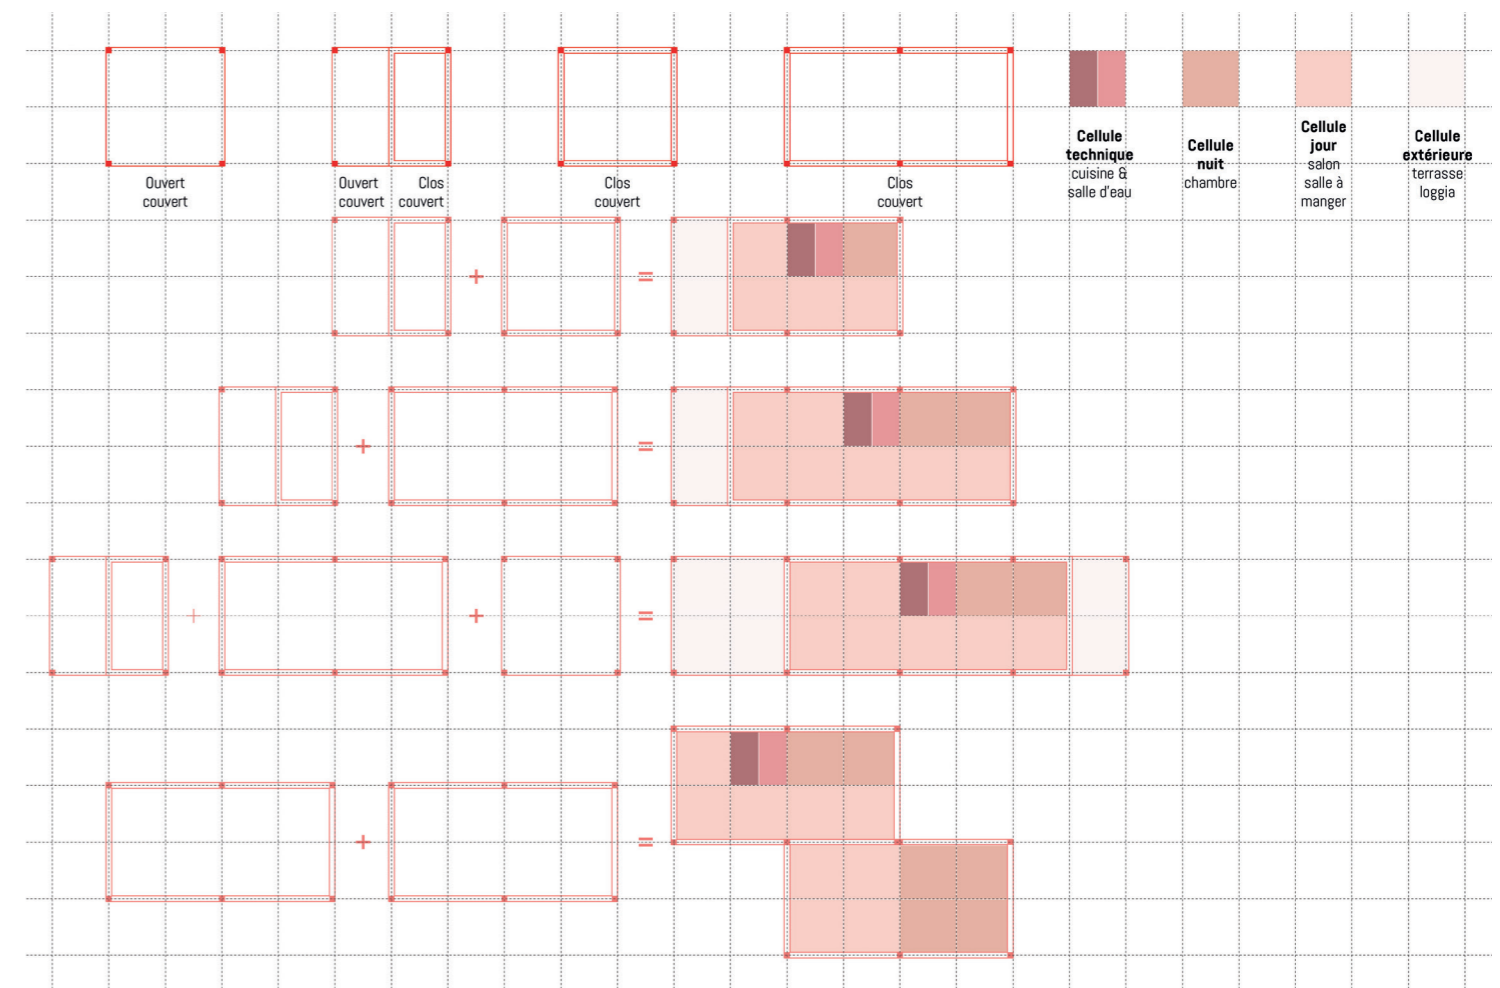 Ouvert
couvert
Ouvert
couvert
Clos
couvert
Clos
couvert
Clos
couvert
Cellule
technique
cuisine &
salle d'eau
Cellule
nuit
chambre
Cellule
jour
salon
salle à
manger
Cellule
extérieure
terrasse
loggia
+
=
+
=
+
+
=
+
=